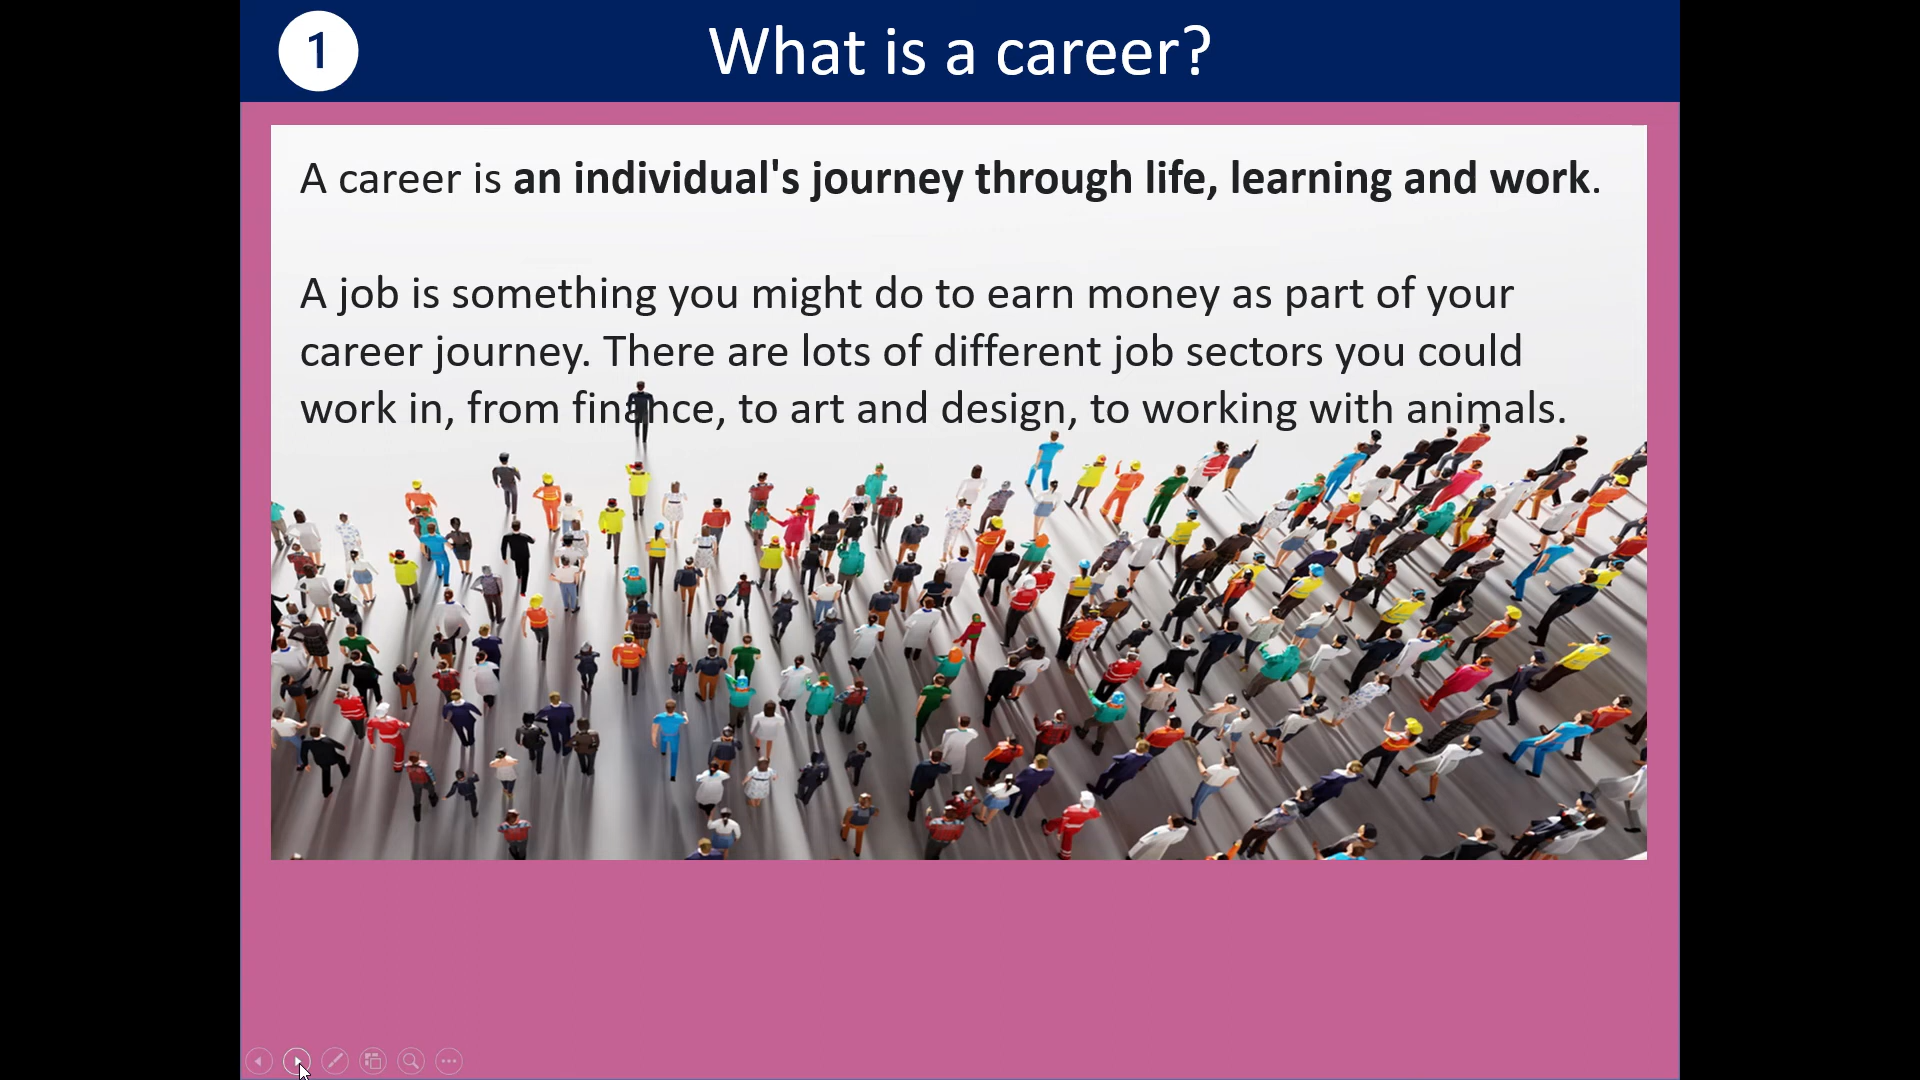 1
What is a career?
A career is an individual's journey through life, learning and work.
A job is something you might do to earn money as part of your
career journey. There are lots of different job sectors you could
work in, from finance, to art and design, to working with animals.